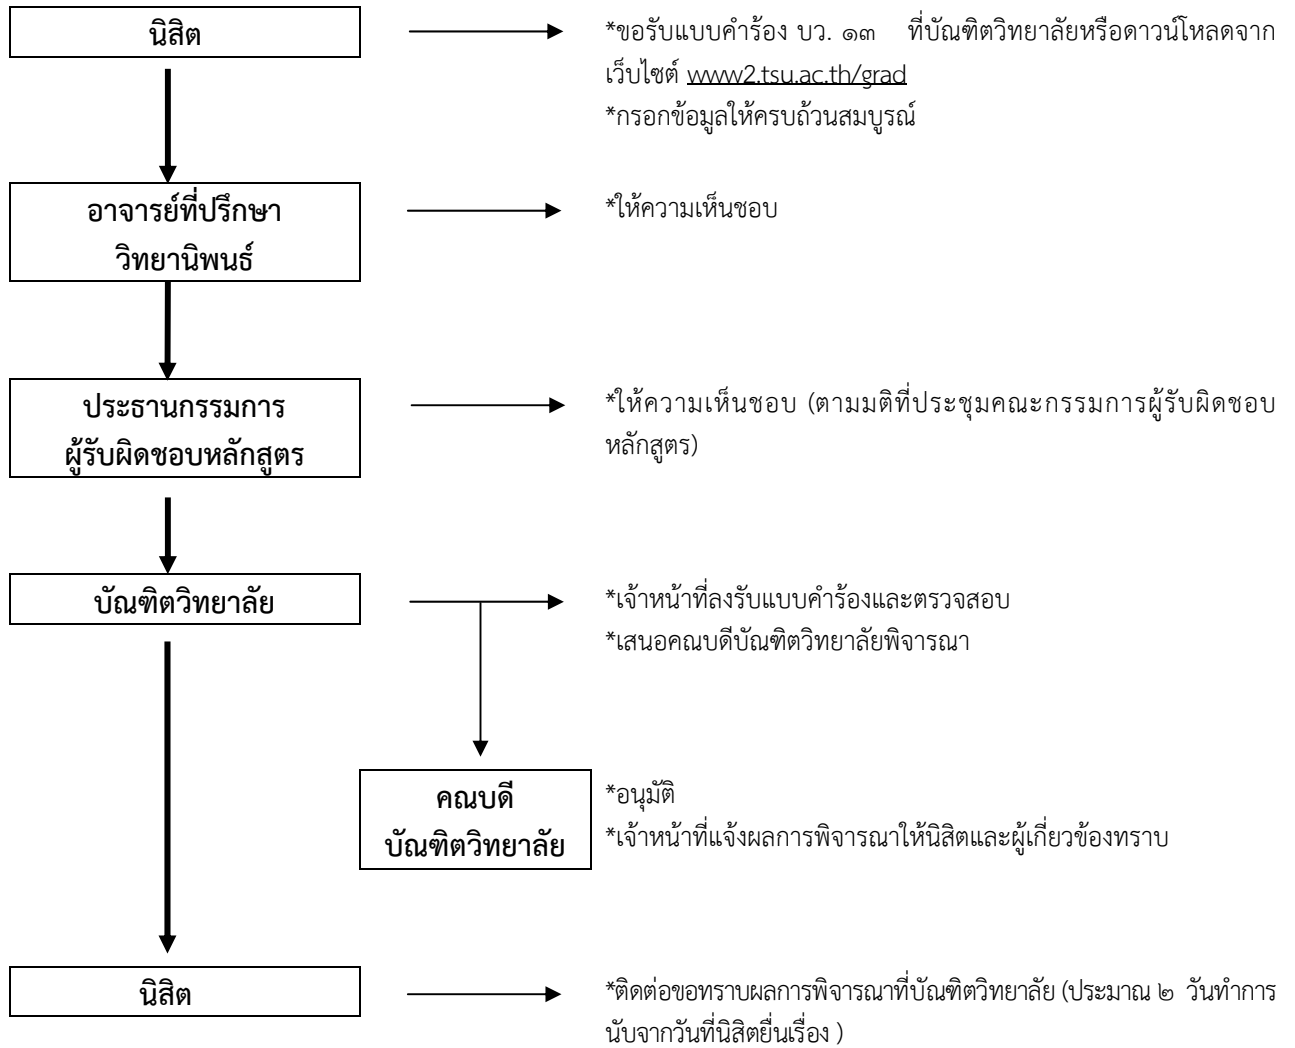 นิสิต
*ขอรับแบบคำร้อง บว. ๑๓ ที่บัณฑิตวิทยาลัยหรือดาวน์โหลดจาก
เว็บไซต์ www2.tsu.ac.th/grad
*กรอกข้อมูลให้ครบถ้วนสมบูรณ์
อาจารย์ที่ปรึกษา
วิทยานิพนธ์
*ให้ความเห็นชอบ
ประธานกรรมการ
ผู้รับผิดชอบหลักสูตร
*ให้ความเห็นชอบ (ตามมติที่ประชุมคณะกรรมการผู้รับผิดชอบ
หลักสูตร)
บัณฑิตวิทยาลัย
*เจ้าหน้าที่ลงรับแบบคำร้องและตรวจสอบ
*เสนอคณบดีบัณฑิตวิทยาลัยพิจารณา
คณบดี
บัณฑิตวิทยาลัย
*อนุมัติ
*เจ้าหน้าที่แจ้งผลการพิจารณาให้นิสิตและผู้เกี่ยวข้องทราบ
นิสิต
*ติดต่อขอทราบผลการพิจารณาที่บัณฑิตวิทยาลัย (ประมาณ ๒ วันทำการ
นับจากวันที่นิสิตยื่นเรื่อง )